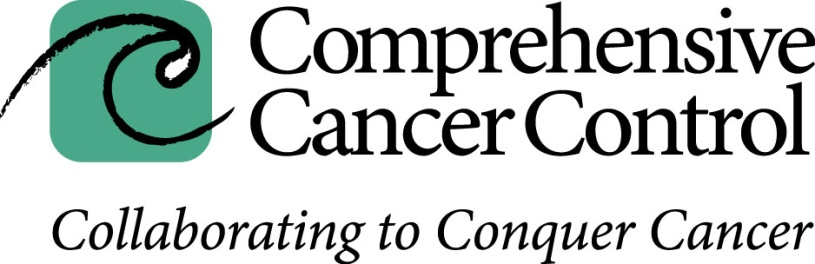 Comprehensive
Cancer Control
Collaborating to Conquer Cancer